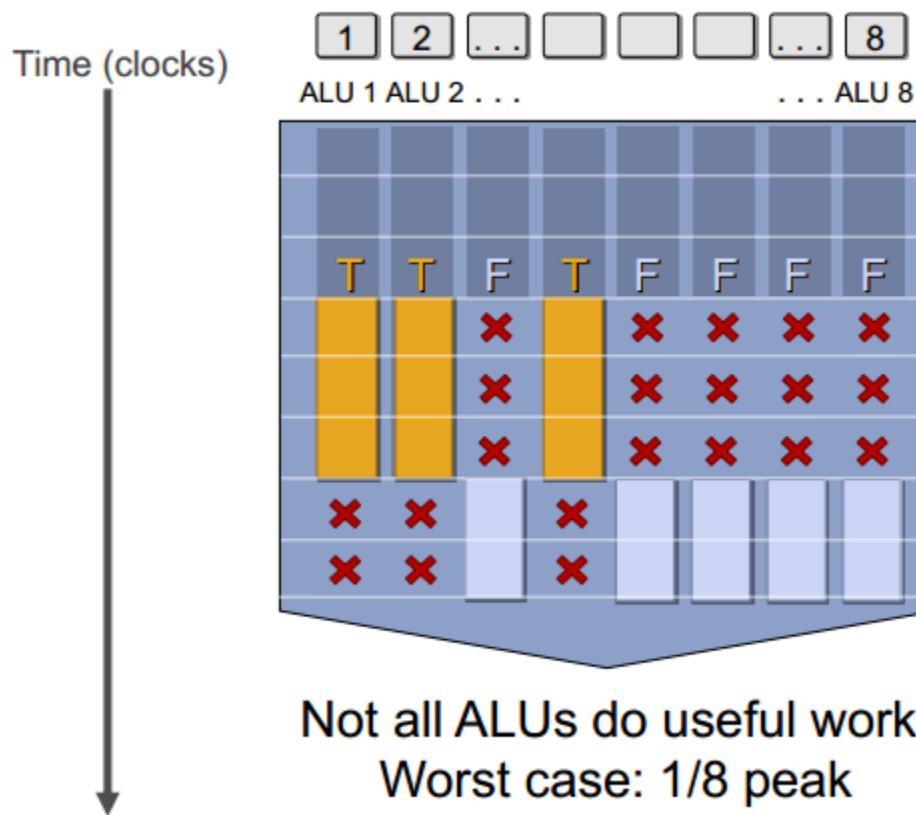 1 2 ... ... 8
Time (clocks)
ALU 1 ALU 2 . . . . . . ALU 8
T T F T F F F F
Not all ALUs do useful work
Worst case: 1/8 peak